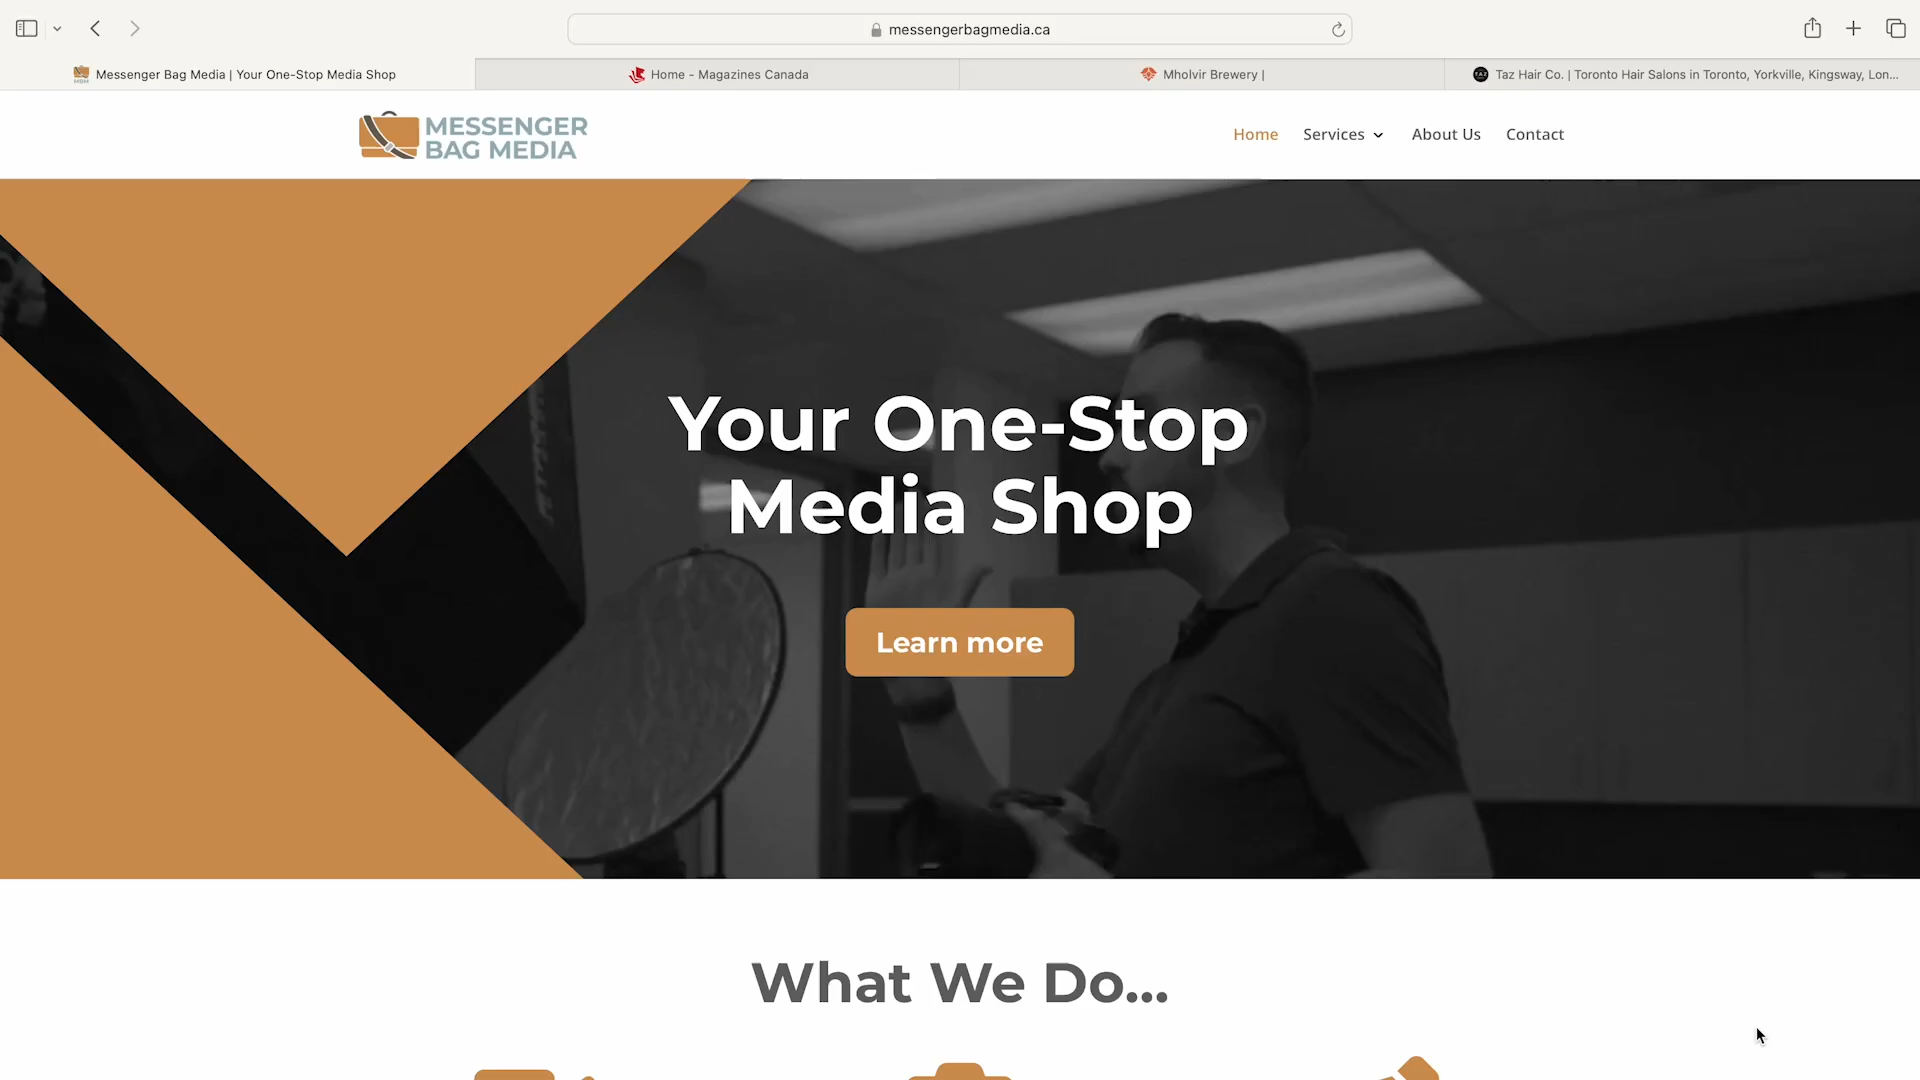 messengerbagmedia.ca
Messenger Bag Media | Your One-Stop Media Shop
Home - Magazines Canada
Mholvir Brewery |
Taz Hair Co. | Toronto Hair Salons in Toronto, Yorkville, Kingsway, Lon...
MESSENGER
BAG MEDIA
Home
Services
About Us
Contact
Your One-Stop
Media Shop
Learn more
What We Do...